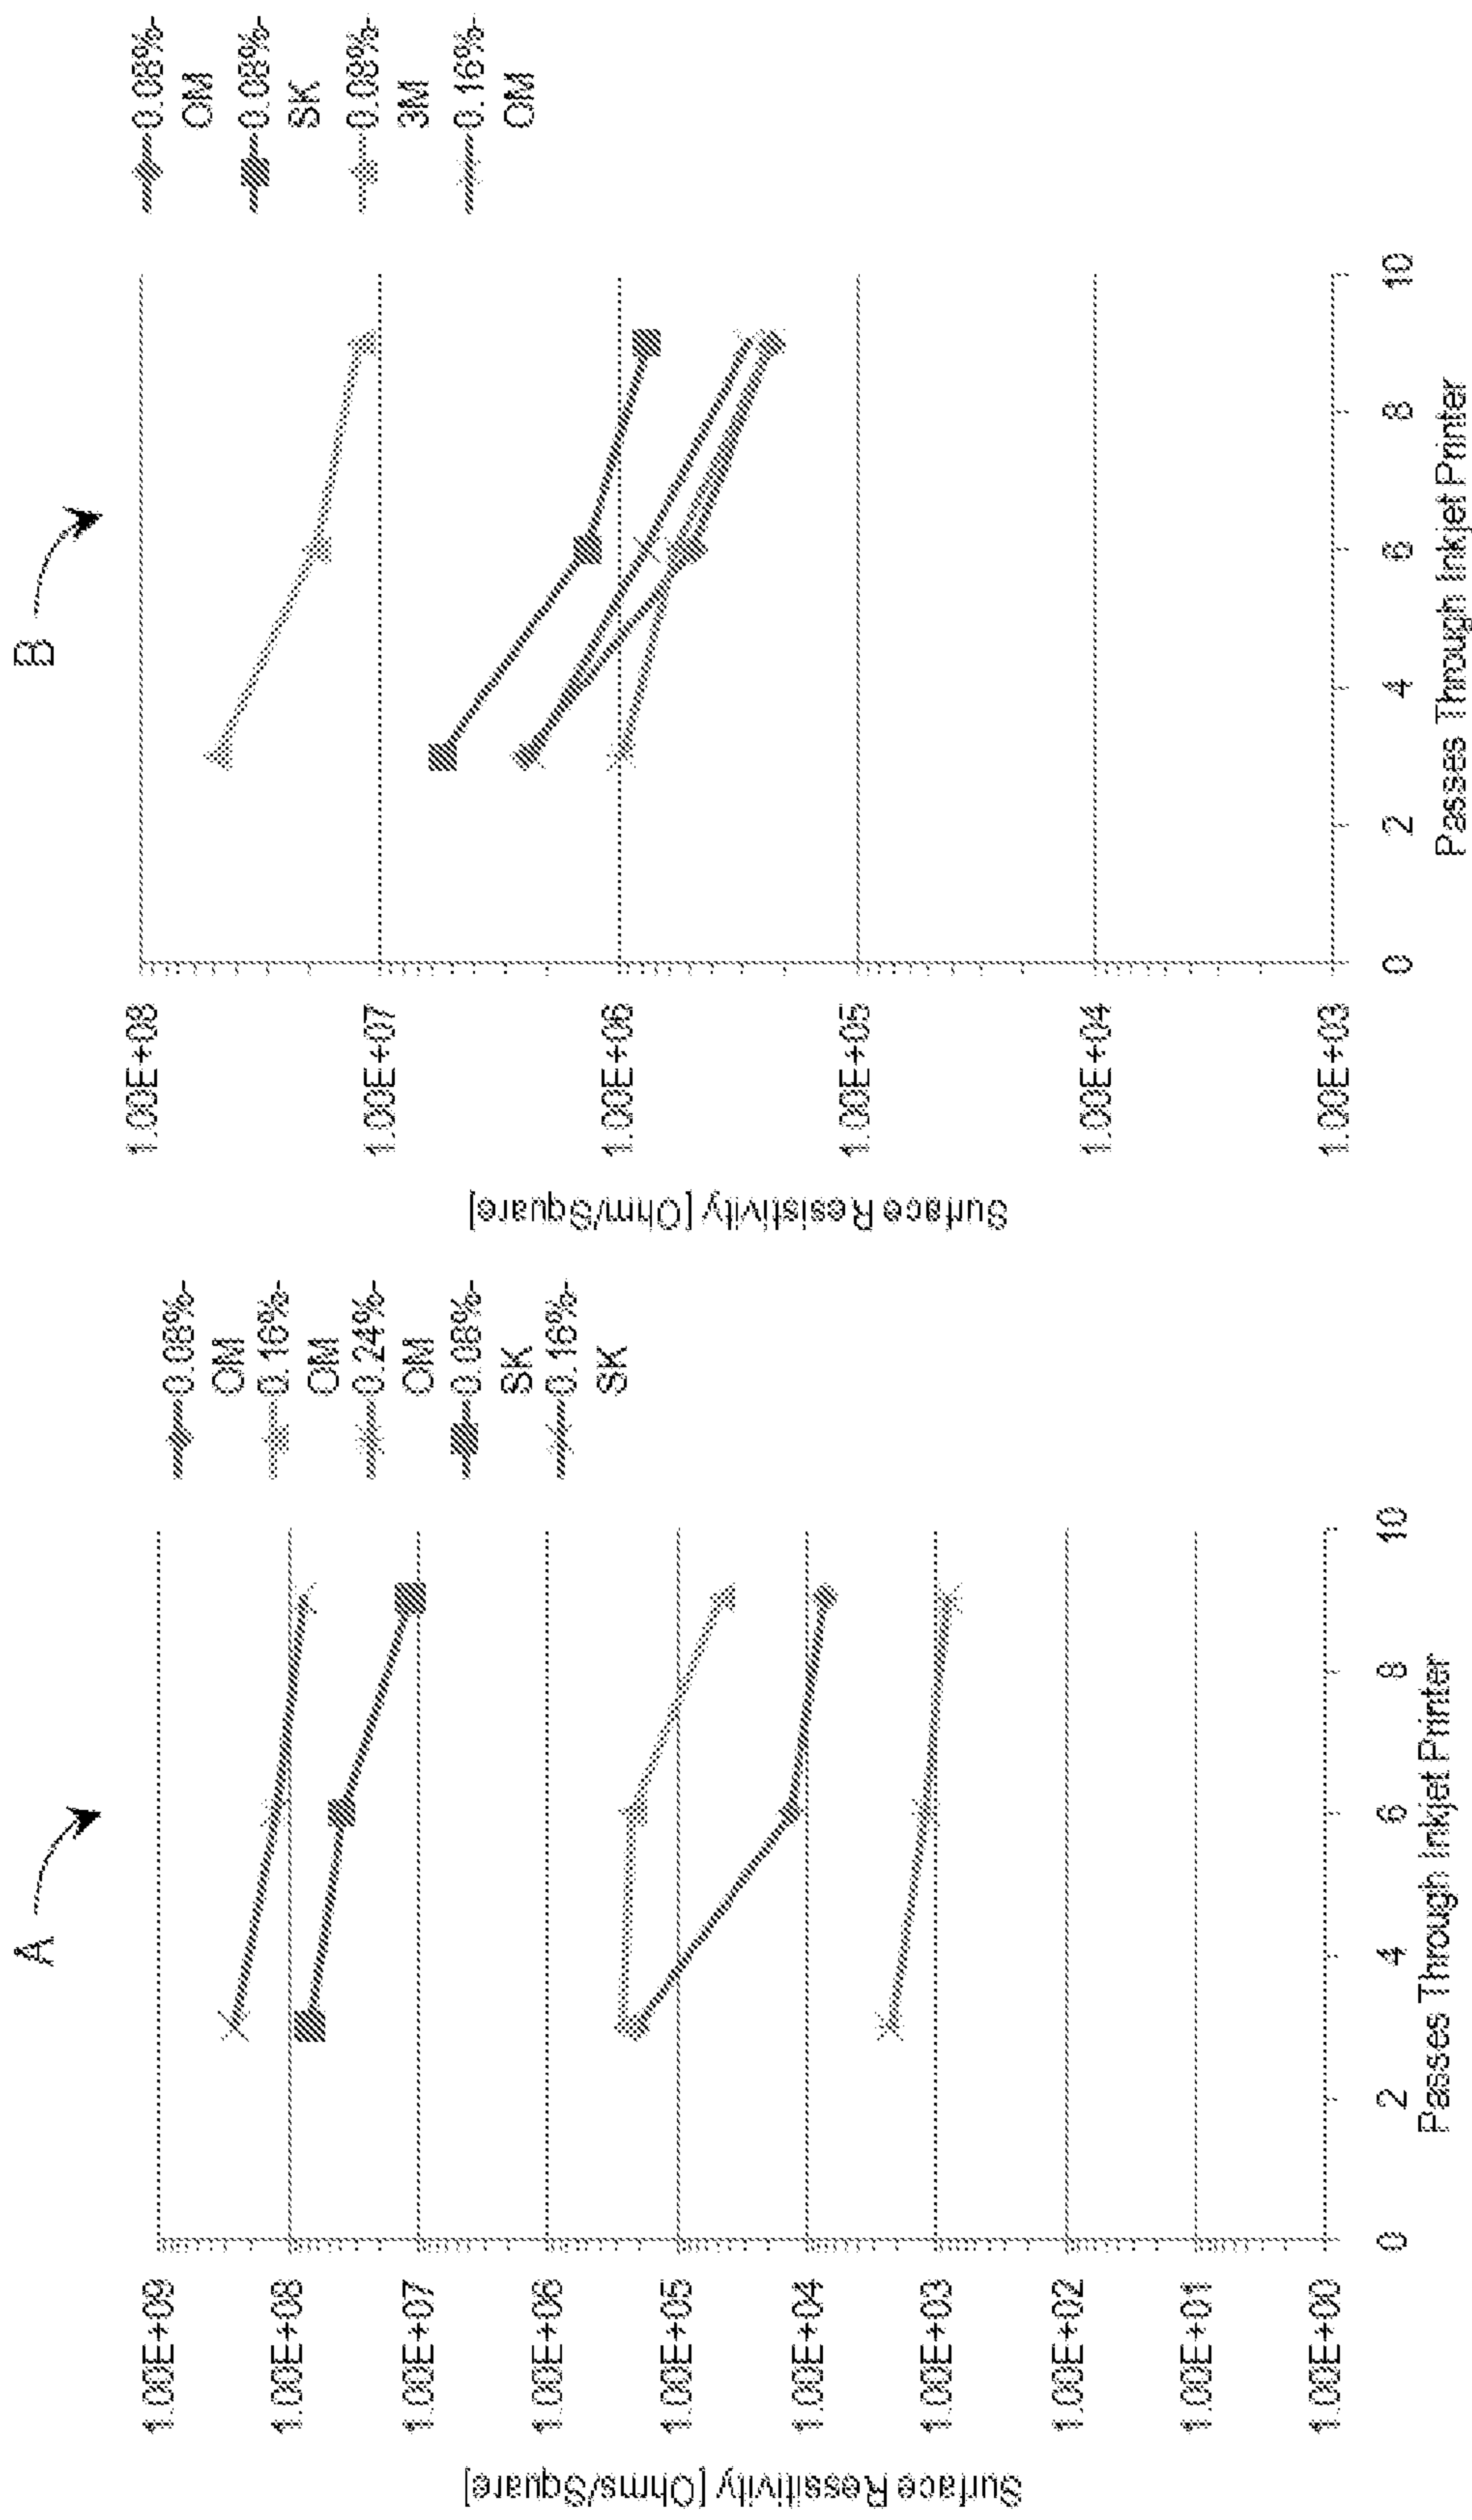 A
Surface Resistivity [Ohms/Square]
1.00E+09
1.00E+08
1.00E+07
1.00E+06
1.00E+05
1.00E+04
1.00E+03
1.00E+02
1.00E+01
1.00E+00
0 2 4 6 8 10
Passes Through Inkjet Printer
0.08%-
OM
0.16%-
OM
0.24%-
OM
0.08%-
SK
0.16%-
SK
B
Surface Resistivity [Ohm/Square]
1.00E+08
1.00E+07
1.00E+06
1.00E+05
1.00E+04
1.00E+03
0 2 4 6 8 10
Passes Through Inkjet Printer
0.08%-
OM
0.08%-
SK
0.08%-
3M
0.16%-
OM